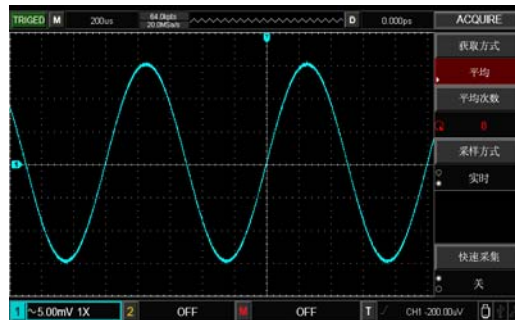 TRIGED M 200us 64.0kpts D 0.000ps ACQUIRE
20.0MSa/s
获取方式
平均
平均次数
8
采样方式
实时
快速采集
关
1 ~5.00mV 1X 2 OFF M OFF T CH1 -200.00uV